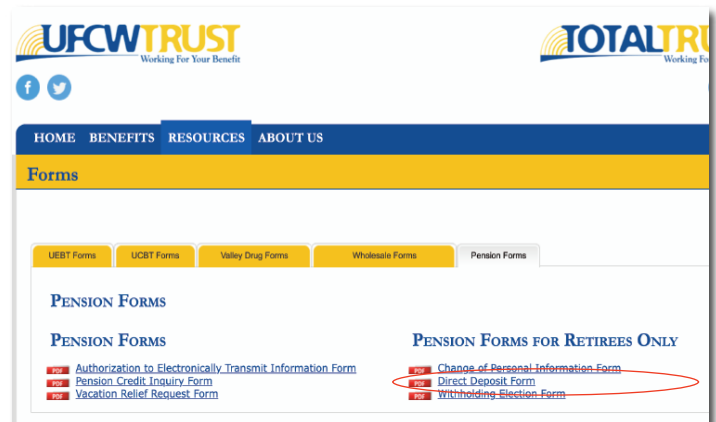 UFCWTRUST
Working For Your Benefit
TOTALTRU
Working Fo
HOME BENEFITS RESOURCES ABOUT US
Forms
UEBT Forms UCBT Forms Valley Drug Forms Wholesale Forms Pension Forms
PENSION FORMS
PENSION FORMS
PDF Authorization to Electronically Transmit Information Form
PDF Pension Credit Inquiry Form
PDF Vacation Relief Request Form
PENSION FORMS FOR RETIREES ONLY
PDF Change of Personal Information Form
PDF Direct Deposit Form
PDF Withholding Election Form